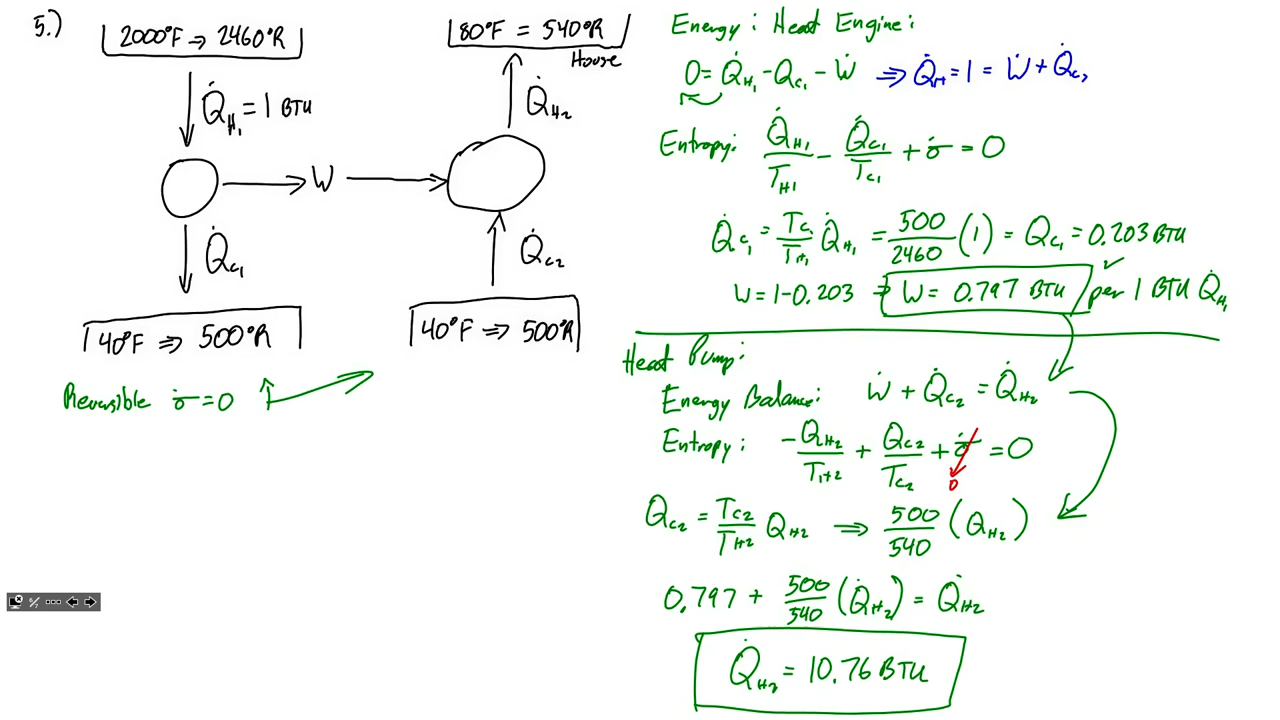 5.)
2000°F ⇒ 2460°R
80°F = 540°R
House
Q̇H₁ = 1 BTU
Q̇H2
W
Q̇C₁
Q̇C2
40°F ⇒ 500°R
40°F ⇒ 500°R
Reversible σ̇ = 0
Energy: Heat Engine:
0 = Q̇H₁ - QC₁ - Ẇ ⇒ Q̇H = 1 = Ẇ + Q̇C,
Entropy: Q̇H1/TH1 - Q̇C1/TC1 + σ̇ = 0
Q̇C₁ = TC₁/TH₁ Q̇H₁ = 500/2460 (1) = QC₁ = 0.203 BTU
W = 1 - 0.203 ⇒ W = 0.797 BTU per 1 BTU Q̇H₁
Heat Pump:
Energy Balance: Ẇ + Q̇C2 = Q̇H2
Entropy: -QH2/TH2 + QC2/TC2 + σ̇ = 0
0
QC2 = TC2/TH2 QH2 ⇒ 500/540 (QH2)
0.797 + 500/540 (Q̇H2) = Q̇H2
Q̇H2 = 10.76 BTU